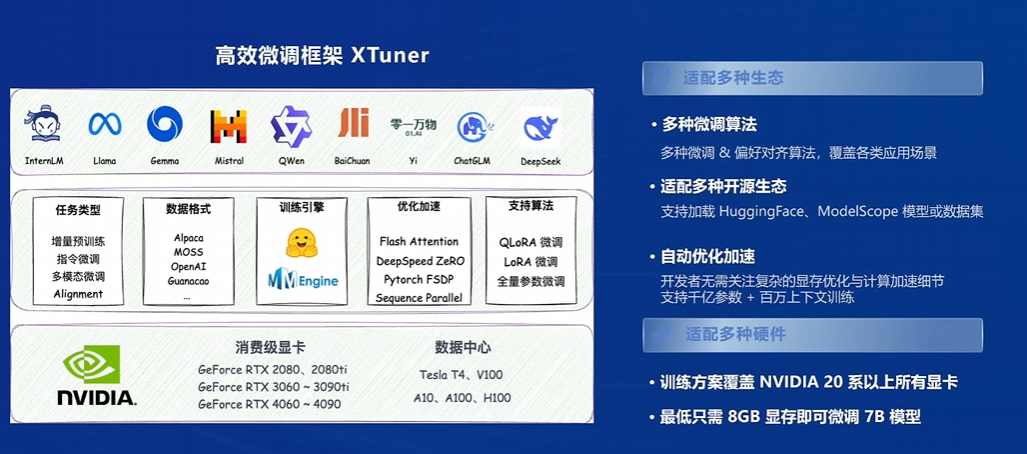 高效微调框架 XTuner
InternLM
Llama
Gemma
Mistral
QWen
BaiChuan
零一万物
01.AI
Yi
ChatGLM
DeepSeek
任务类型
增量预训练
指令微调
多模态微调
Alignment
数据格式
Alpaca
MOSS
OpenAI
Guanacao
...
训练引擎
MMEngine
优化加速
Flash Attention
DeepSpeed ZeRO
Pytorch FSDP
Sequence Parallel
支持算法
QLoRA 微调
LoRA 微调
全量参数微调
NVIDIA.
消费级显卡
GeForce RTX 2080、2080ti
GeForce RTX 3060 ~ 3090ti
GeForce RTX 4060 ~ 4090
数据中心
Tesla T4、V100
A10、A100、H100
适配多种生态
• 多种微调算法
多种微调 & 偏好对齐算法，覆盖各类应用场景
• 适配多种开源生态
支持加载 HuggingFace、ModelScope 模型或数据集
• 自动优化加速
开发者无需关注复杂的显存优化与计算加速细节
支持千亿参数 + 百万上下文训练
适配多种硬件
• 训练方案覆盖 NVIDIA 20 系以上所有显卡
• 最低只需 8GB 显存即可微调 7B 模型